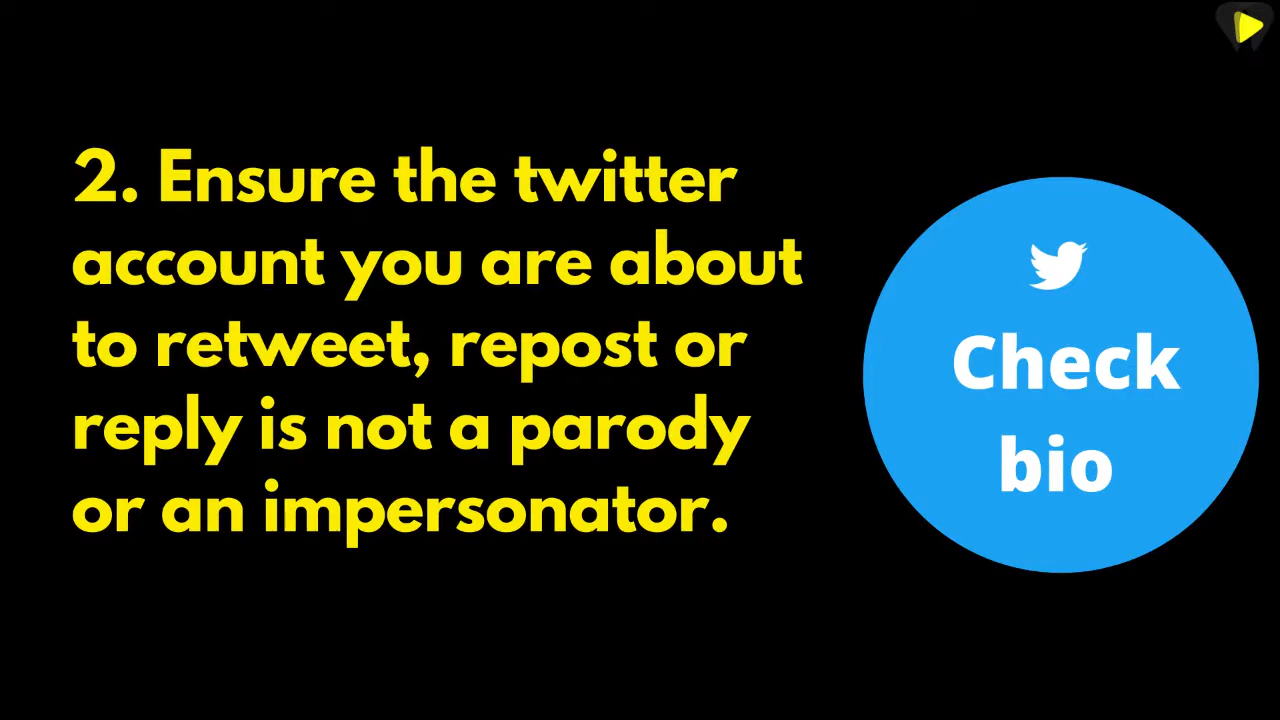 2. Ensure the twitter
account you are about
to retweet, repost or
reply is not a parody
or an impersonator.
Check
bio